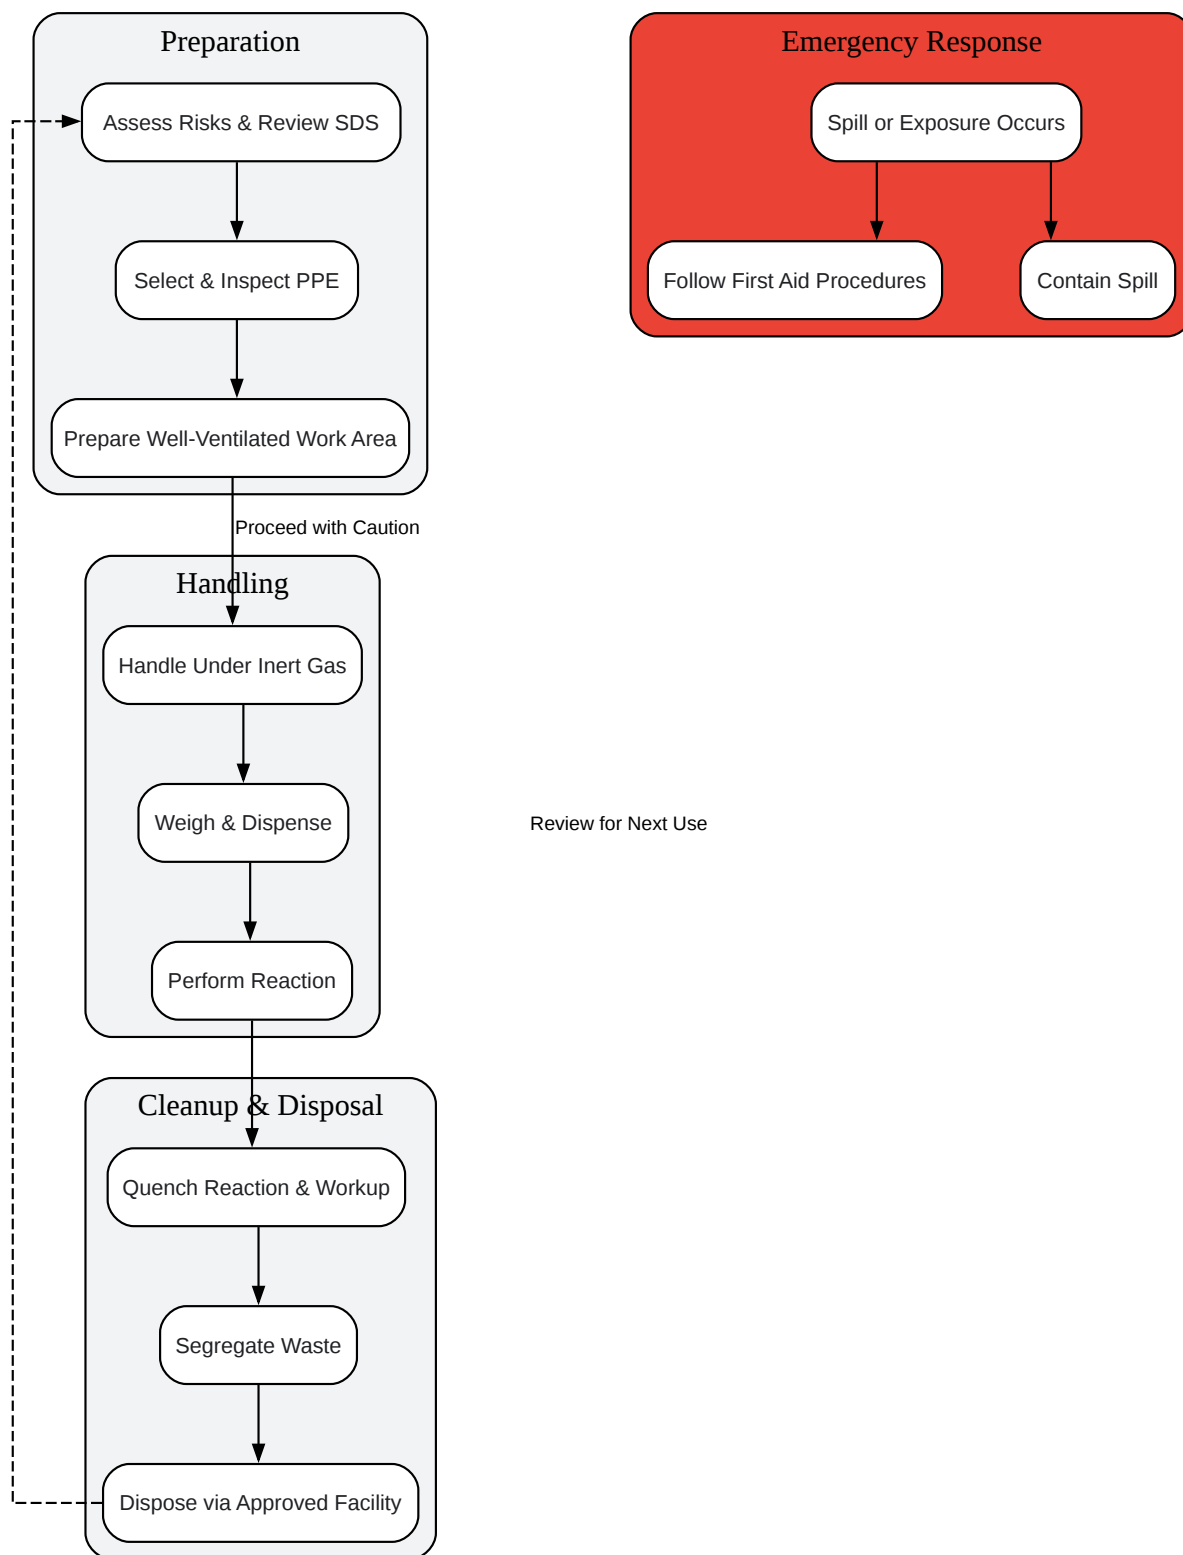 Preparation
Assess Risks & Review SDS
Select & Inspect PPE
Prepare Well-Ventilated Work Area
Proceed with Caution
Handling
Handle Under Inert Gas
Weigh & Dispense
Perform Reaction
Cleanup & Disposal
Quench Reaction & Workup
Segregate Waste
Dispose via Approved Facility
Review for Next Use
Emergency Response
Spill or Exposure Occurs
Follow First Aid Procedures
Contain Spill